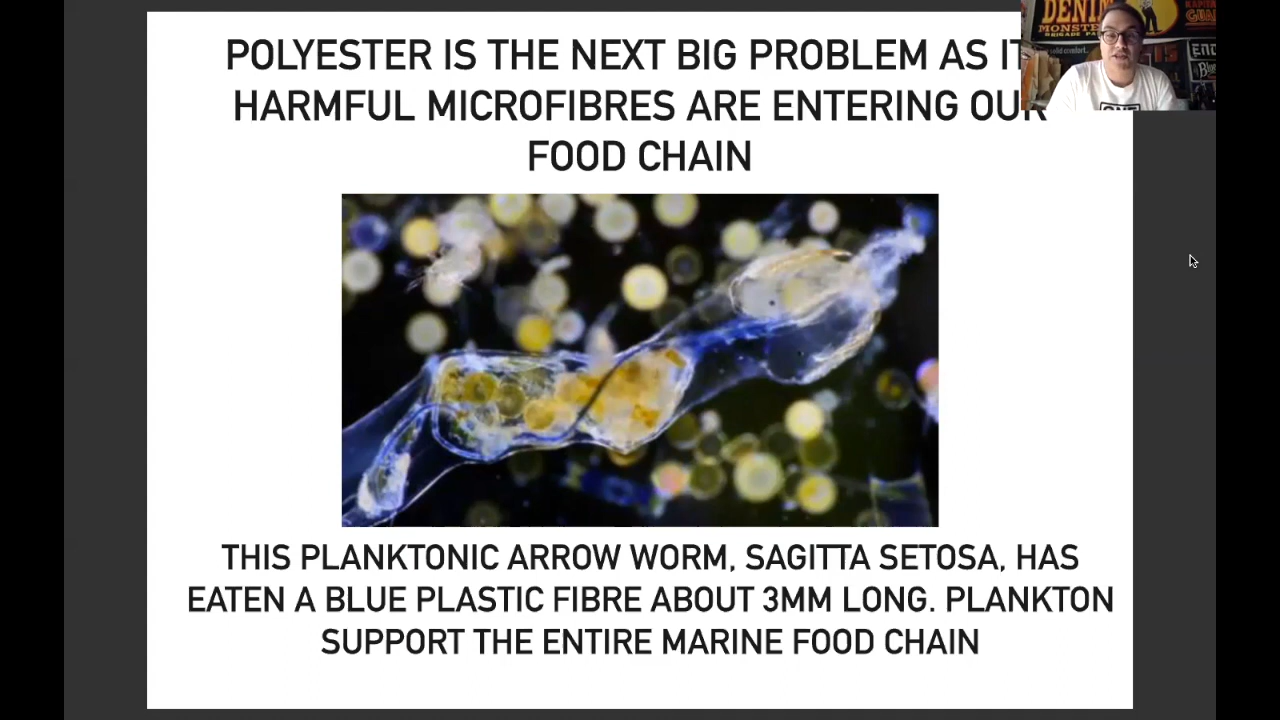 POLYESTER IS THE NEXT BIG PROBLEM AS IT
HARMFUL MICROFIBRES ARE ENTERING OUR
FOOD CHAIN
THIS PLANKTONIC ARROW WORM, SAGITTA SETOSA, HAS
EATEN A BLUE PLASTIC FIBRE ABOUT 3MM LONG. PLANKTON
SUPPORT THE ENTIRE MARINE FOOD CHAIN
DENIM